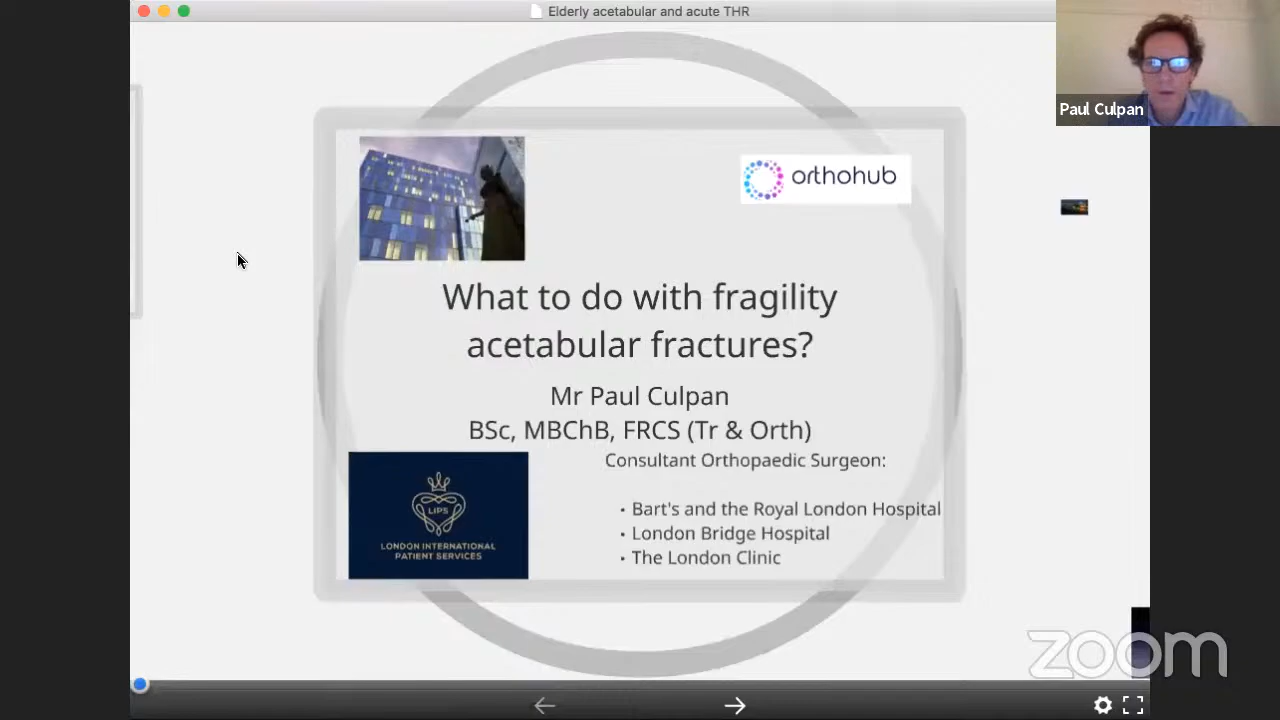 Elderly acetabular and acute THR
Paul Culpan
orthohub
What to do with fragility
acetabular fractures?
Mr Paul Culpan
BSc, MBChB, FRCS (Tr & Orth)
Consultant Orthopaedic Surgeon:
• Bart's and the Royal London Hospital
• London Bridge Hospital
• The London Clinic
LIPS
LONDON INTERNATIONAL
PATIENT SERVICES
zoom